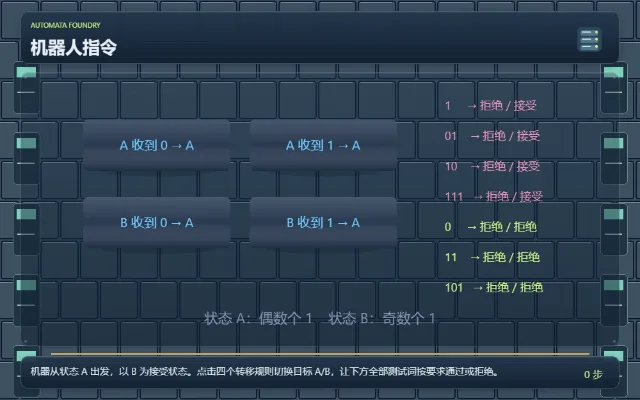 AUTOMATA FOUNDRY
机器人指令
A 收到 0 → A
A 收到 1 → A
B 收到 0 → A
B 收到 1 → A
1 → 拒绝 / 接受
01 → 拒绝 / 接受
10 → 拒绝 / 接受
111 → 拒绝 / 接受
0 → 拒绝 / 拒绝
11 → 拒绝 / 拒绝
101 → 拒绝 / 拒绝
状态 A：偶数个 1 状态 B：奇数个 1
机器从状态 A 出发，以 B 为接受状态。点击四个转移规则切换目标 A/B，让下方全部测试词按要求通过或拒绝。
0 步